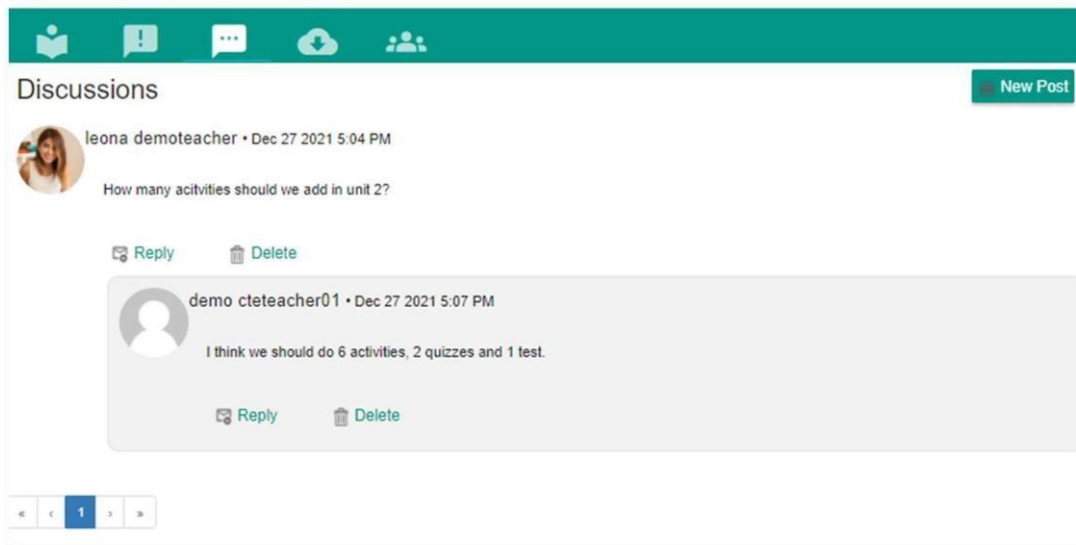 Discussions
New Post
leona demoteacher • Dec 27 2021 5:04 PM
How many acitvities should we add in unit 2?
Reply Delete
demo cteteacher01 • Dec 27 2021 5:07 PM
I think we should do 6 activities, 2 quizzes and 1 test.
Reply Delete
« ‹ 1 › »